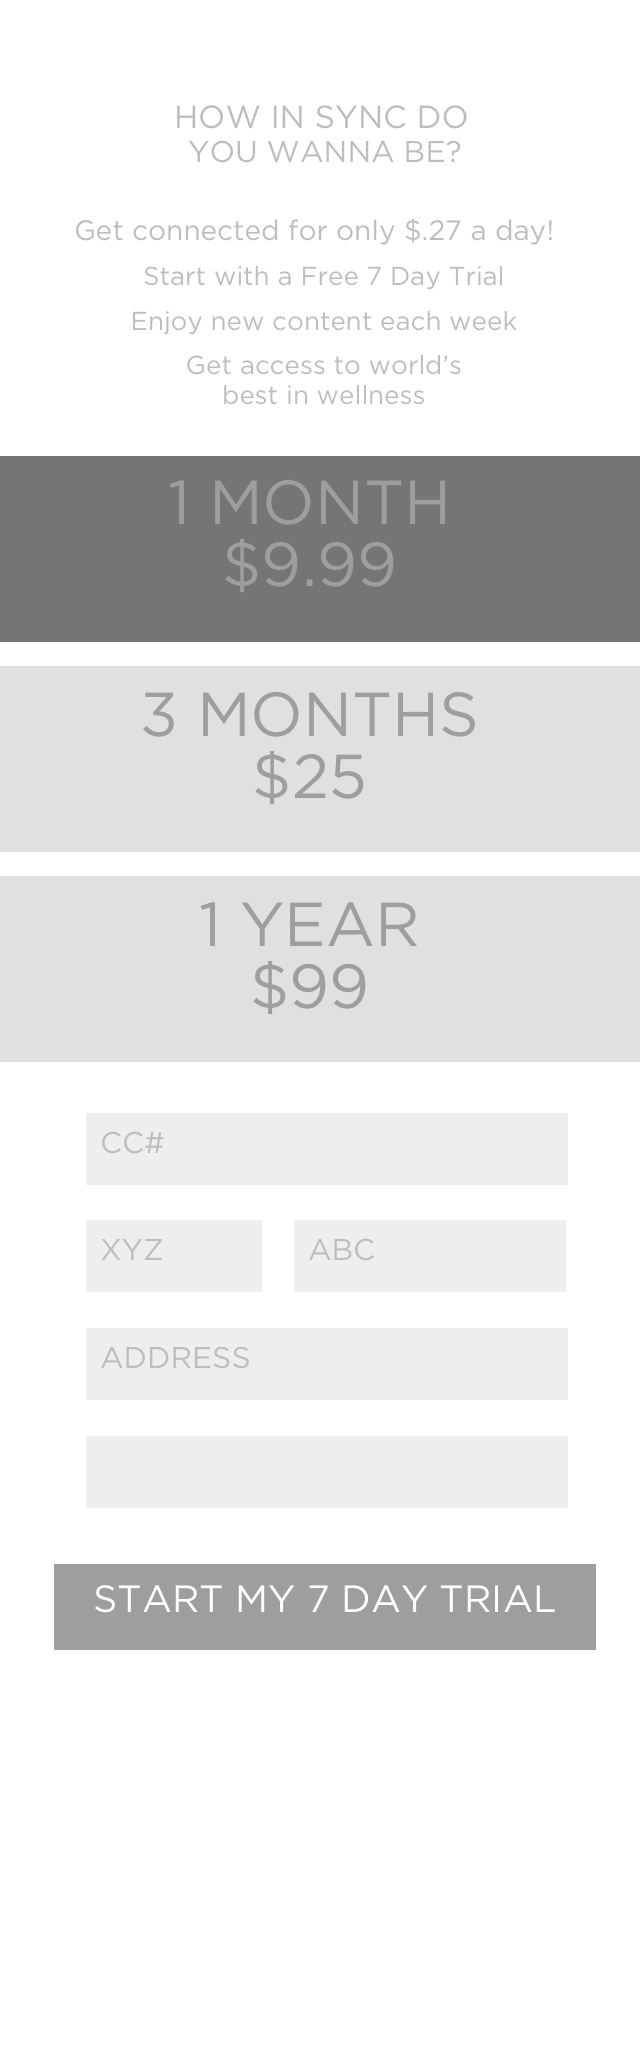 HOW IN SYNC DO
YOU WANNA BE?
Get connected for only $.27 a day!
Start with a Free 7 Day Trial
Enjoy new content each week
Get access to world’s
best in wellness
1 MONTH
$9.99
3 MONTHS
$25
1 YEAR
$99
CC#
XYZ
ABC
ADDRESS
START MY 7 DAY TRIAL